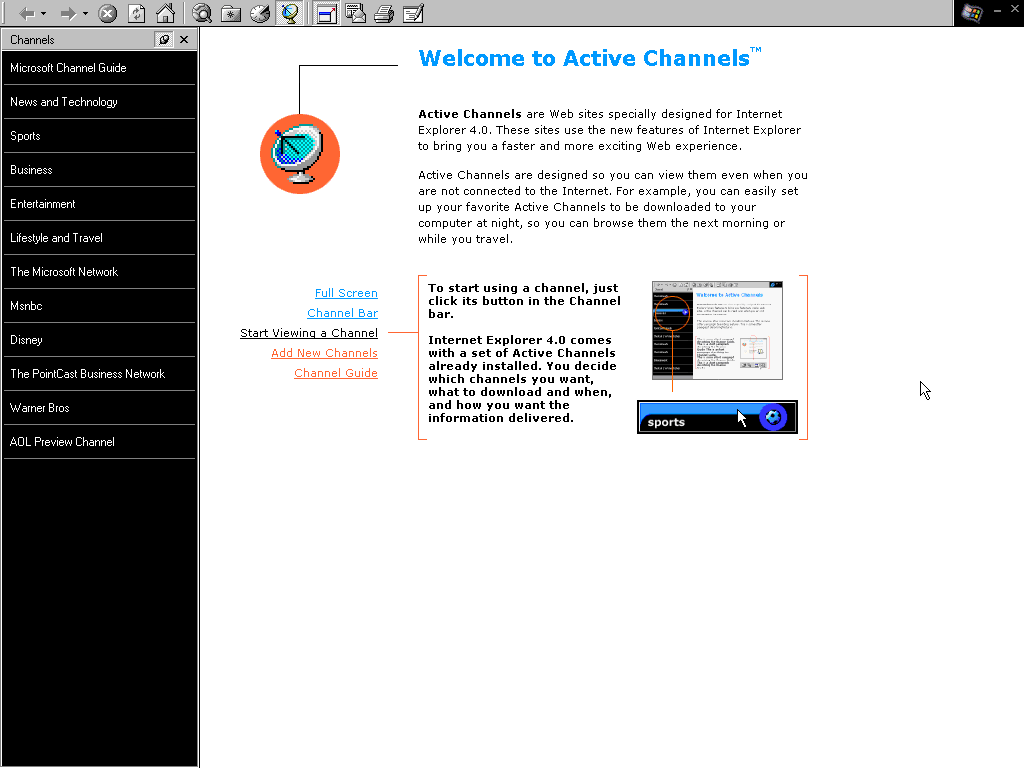 Channels
Microsoft Channel Guide
News and Technology
Sports
Business
Entertainment
Lifestyle and Travel
The Microsoft Network
Msnbc
Disney
The PointCast Business Network
Warner Bros
AOL Preview Channel
Welcome to Active Channels™
Active Channels are Web sites specially designed for Internet
Explorer 4.0. These sites use the new features of Internet Explorer
to bring you a faster and more exciting Web experience.
Active Channels are designed so you can view them even when you
are not connected to the Internet. For example, you can easily set
up your favorite Active Channels to be downloaded to your
computer at night, so you can browse them the next morning or
while you travel.
Full Screen
Channel Bar
Start Viewing a Channel
Add New Channels
Channel Guide
To start using a channel, just
click its button in the Channel
bar.
Internet Explorer 4.0 comes
with a set of Active Channels
already installed. You decide
which channels you want,
what to download and when,
and how you want the
information delivered.
Welcome to Active Channels
sports